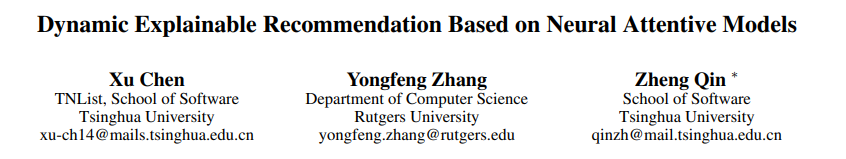 Dynamic Explainable Recommendation Based on Neural Attentive Models
Xu Chen
TNList, School of Software
Tsinghua University
xu-ch14@mails.tsinghua.edu.cn
Yongfeng Zhang
Department of Computer Science
Rutgers University
yongfeng.zhang@rutgers.edu
Zheng Qin *
School of Software
Tsinghua University
qinzh@mail.tsinghua.edu.cn